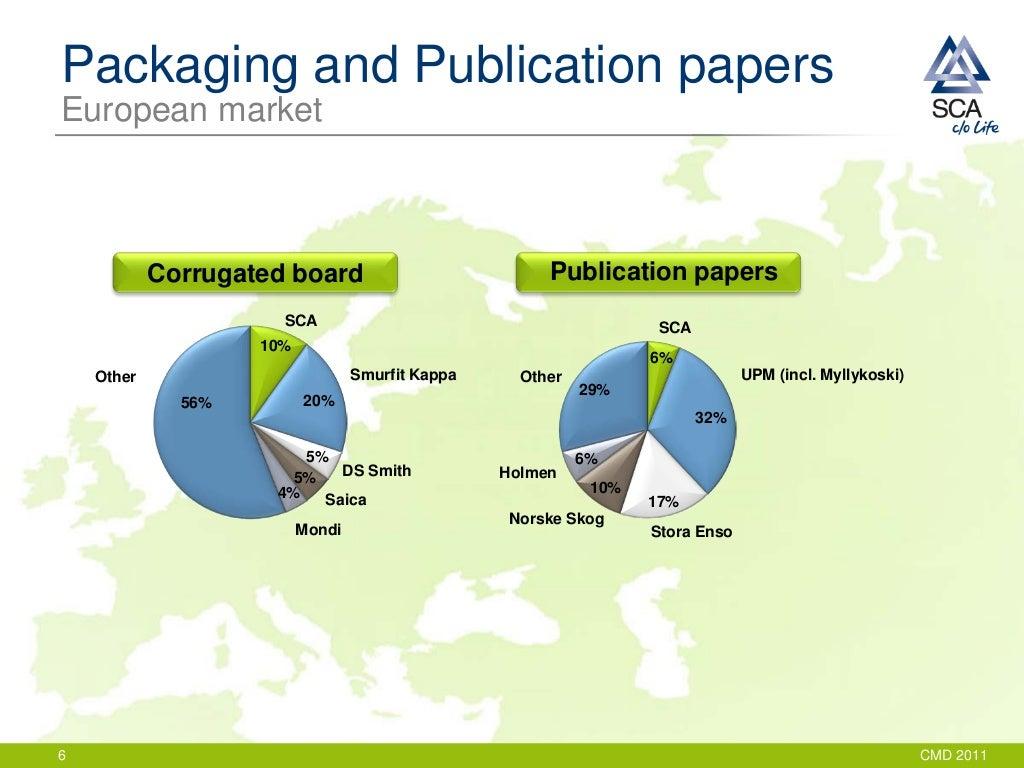 Packaging and Publication papers
European market
SCA
c/o Life
Corrugated board
SCA
10%
Other
Smurfit Kappa
56%
20%
5%
DS Smith
5%
4%
Saica
Mondi
Publication papers
SCA
6%
Other
UPM (incl. Myllykoski)
29%
32%
6%
Holmen
10%
17%
Norske Skog
Stora Enso
6
CMD 2011